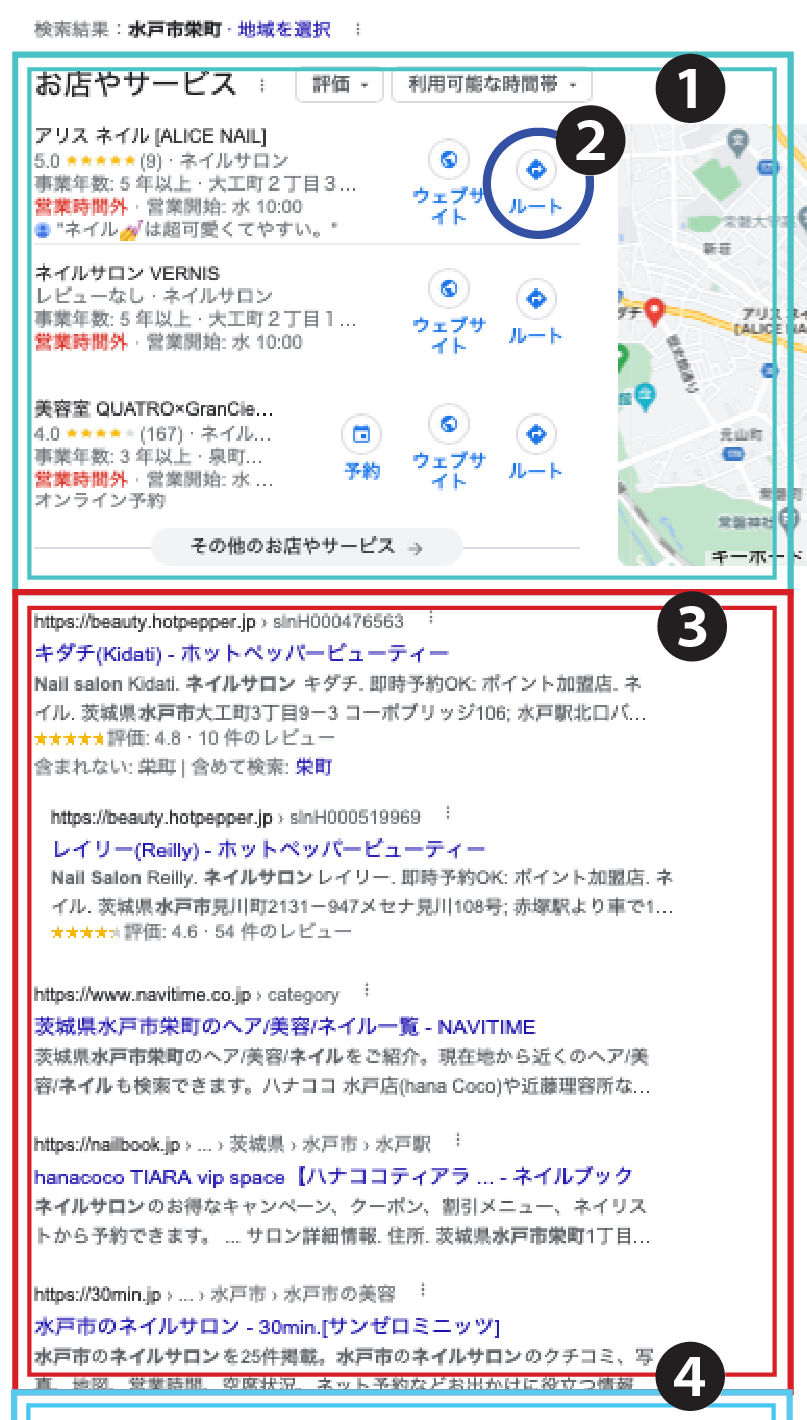 検索結果：水戸市栄町・地域を選択
1
お店やサービス
評価
利用可能な時間帯
2
アリス ネイル [ALICE NAIL]
5.0 ★★★★★ (9)・ネイルサロン
事業年数: 5 年以上・大工町２丁目３...
営業時間外・営業開始: 水 10:00
"ネイル💅は超可愛くてやすい。"
ウェブサイト
ルート
ネイルサロン VERNIS
レビューなし・ネイルサロン
事業年数: 5 年以上・大工町２丁目１...
営業時間外・営業開始: 水 10:00
ウェブサイト
ルート
美容室 QUATRO×GranCie...
4.0 ★★★★★ (167)・ネイル...
事業年数: 3 年以上・泉町...
営業時間外・営業開始: 水 ...
オンライン予約
予約
ウェブサイト
ルート
その他のお店やサービス →
新荘
ダチ
アリス ネイ
[ALICE NA
元山町
常磐神社
キーボード
3
https://beauty.hotpepper.jp › slnH000476563
キダチ(Kidati) - ホットペッパービューティー
Nail salon Kidati. ネイルサロン キダチ. 即時予約OK: ポイント加盟店. ネ
イル. 茨城県水戸市大工町3丁目9−3 コーポブリッジ106; 水戸駅北口バ...
★★★★★ 評価: 4.8・10 件のレビュー
含まれない: 栄町 | 含めて検索: 栄町
https://beauty.hotpepper.jp › slnH000519969
レイリー(Reilly) - ホットペッパービューティー
Nail Salon Reilly. ネイルサロン レイリー. 即時予約OK: ポイント加盟店. ネ
イル. 茨城県水戸市見川町2131−947メセナ見川108号; 赤塚駅より車で1...
★★★★★ 評価: 4.6・54 件のレビュー
https://www.navitime.co.jp › category
茨城県水戸市栄町のヘア/美容/ネイル一覧 - NAVITIME
茨城県水戸市栄町のヘア/美容/ネイルをご紹介。現在地から近くのヘア/美
容/ネイルも検索できます。ハナココ 水戸店(hana Coco)や近藤理容所な...
https://nailbook.jp › ... › 茨城県 › 水戸市 › 水戸駅
hanacoco TIARA vip space【ハナココティアラ ... - ネイルブック
ネイルサロンのお得なキャンペーン、クーポン、割引メニュー、ネイリス
トから予約できます。 ... サロン詳細情報. 住所. 茨城県水戸市栄町1丁目...
https://30min.jp › ... › 水戸市 › 水戸市の美容
水戸市のネイルサロン - 30min.[サンゼロミニッツ]
水戸市のネイルサロンを25件掲載。水戸市のネイルサロンのクチコミ、写
真、地図、営業時間、空席状況、ネット予約などお出かけに役立つ情報
4